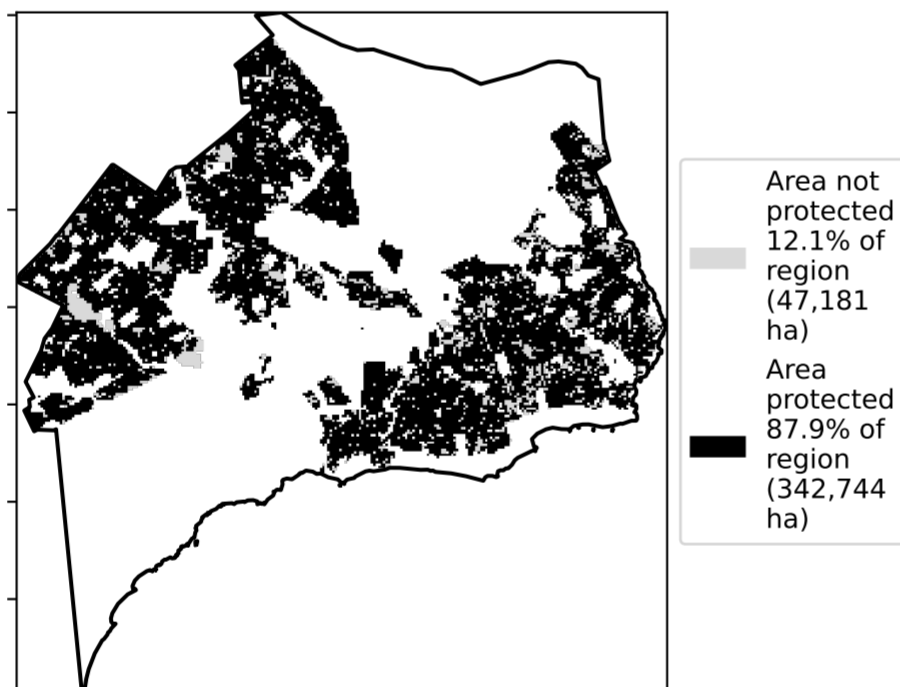 Area not
protected
12.1% of
region
(47,181
ha)
Area
protected
87.9% of
region
(342,744
ha)